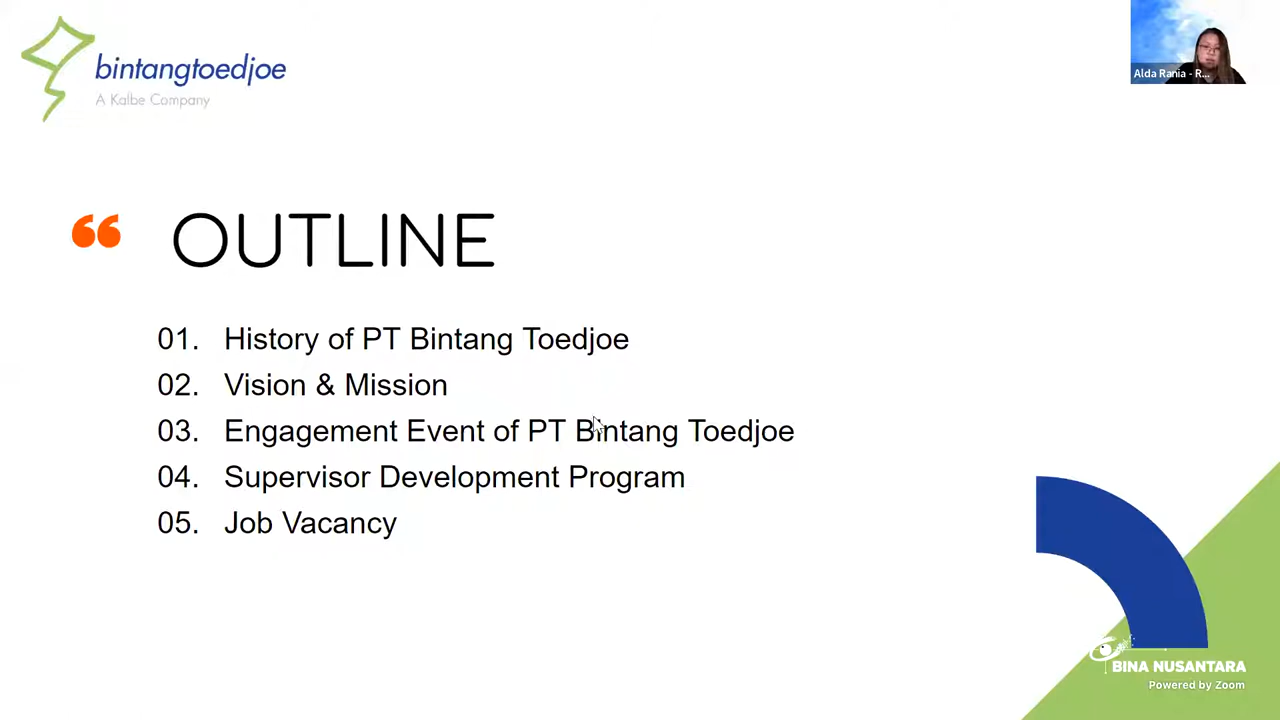 bintangtoedjoe
A Kalbe Company
Alda Rania - R...
“ OUTLINE
01. History of PT Bintang Toedjoe
02. Vision & Mission
03. Engagement Event of PT Bintang Toedjoe
04. Supervisor Development Program
05. Job Vacancy
BINA NUSANTARA
Powered by Zoom